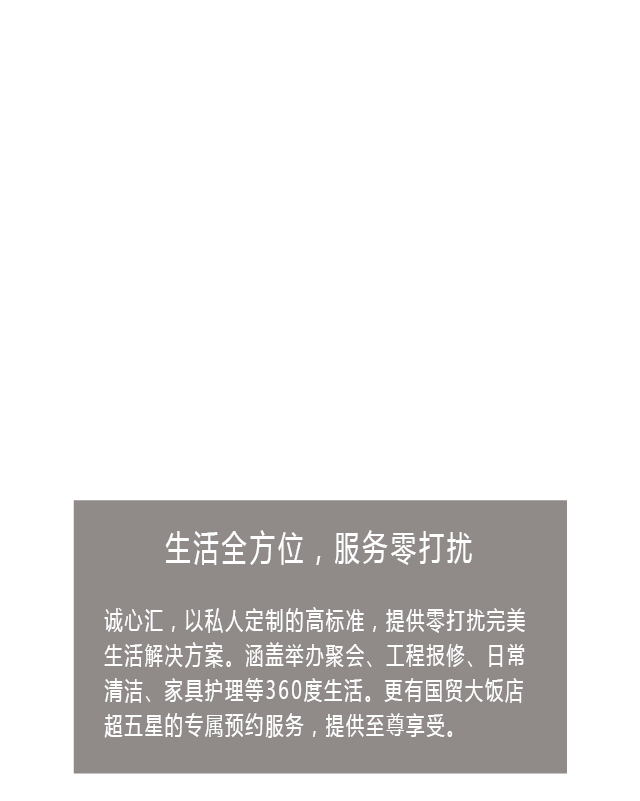 生活全方位，服务零打扰
诚心汇，以私人定制的高标准，提供零打扰完美
生活解决方案。涵盖举办聚会、工程报修、日常
清洁、家具护理等360度生活。更有国贸大饭店
超五星的专属预约服务，提供至尊享受。